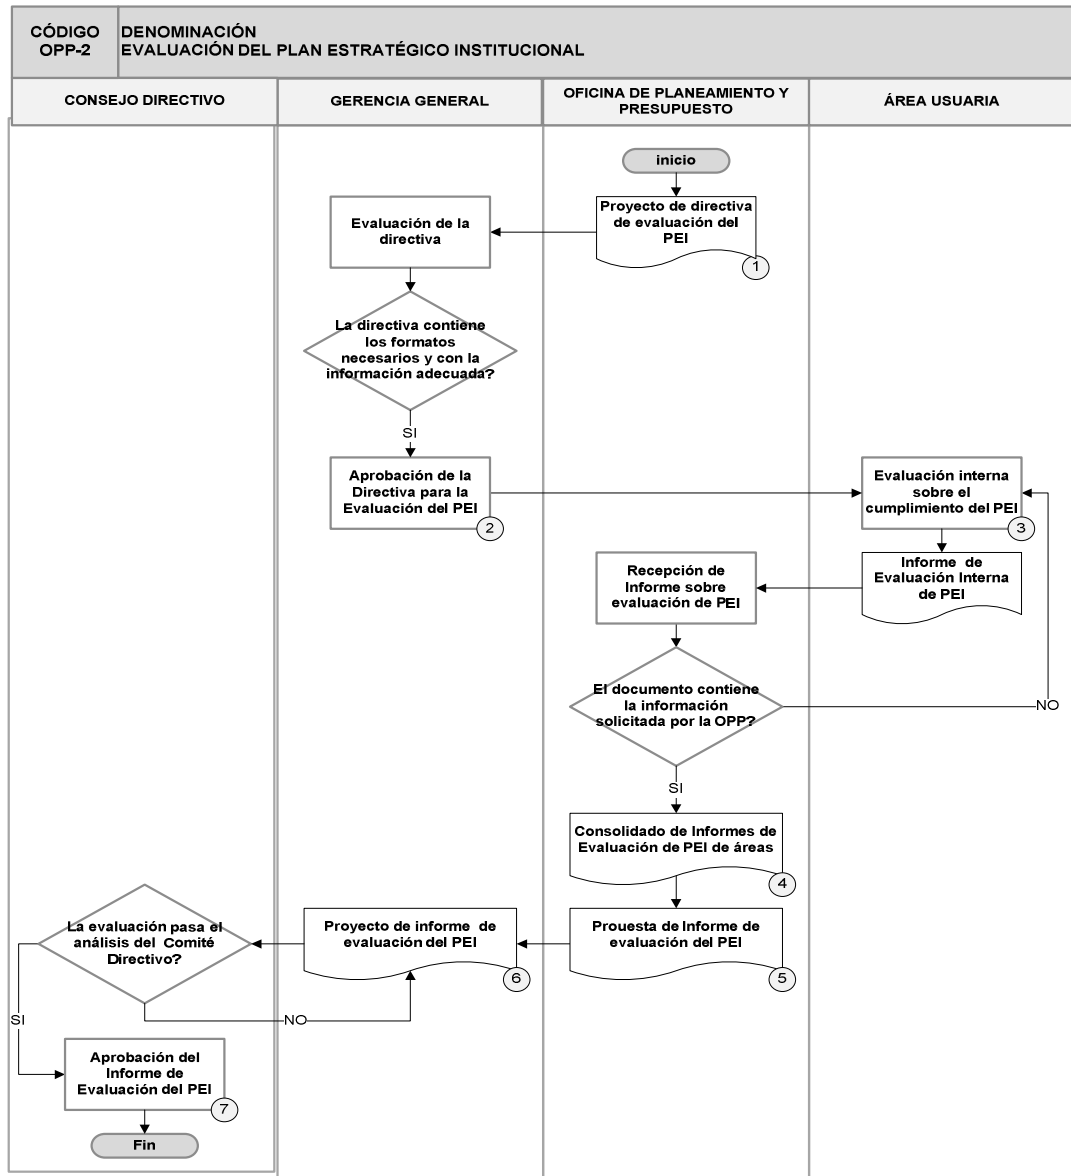 CÓDIGO
OPP-2
DENOMINACIÓN
EVALUACIÓN DEL PLAN ESTRATÉGICO INSTITUCIONAL
CONSEJO DIRECTIVO
GERENCIA GENERAL
OFICINA DE PLANEAMIENTO Y
PRESUPUESTO
ÁREA USUARIA
inicio
Proyecto de directiva
de evaluación del
PEI
1
Evaluación de la
directiva
La directiva contiene
los formatos
necesarios y con la
información adecuada?
SI
Aprobación de la
Directiva para la
Evaluación del PEI
2
Evaluación interna
sobre el
cumplimiento del PEI
3
Informe de
Evaluación Interna
de PEI
Recepción de
Informe sobre
evaluación de PEI
El documento contiene
la información
solicitada por la OPP?
NO
SI
Consolidado de Informes de
Evaluación de PEI de áreas
4
Prouesta de Informe de
evaluación del PEI
5
Proyecto de informe de
evaluación del PEI
6
La evaluación pasa el
análisis del Comité
Directivo?
NO
SI
Aprobación del
Informe de
Evaluación del PEI
7
Fin